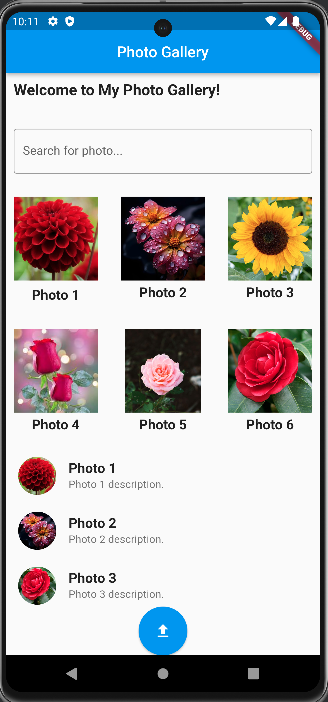 10:11
DEBUG
Photo Gallery
Welcome to My Photo Gallery!
Search for photo...
Photo 1
Photo 2
Photo 3
Photo 4
Photo 5
Photo 6
Photo 1
Photo 1 description.
Photo 2
Photo 2 description.
Photo 3
Photo 3 description.